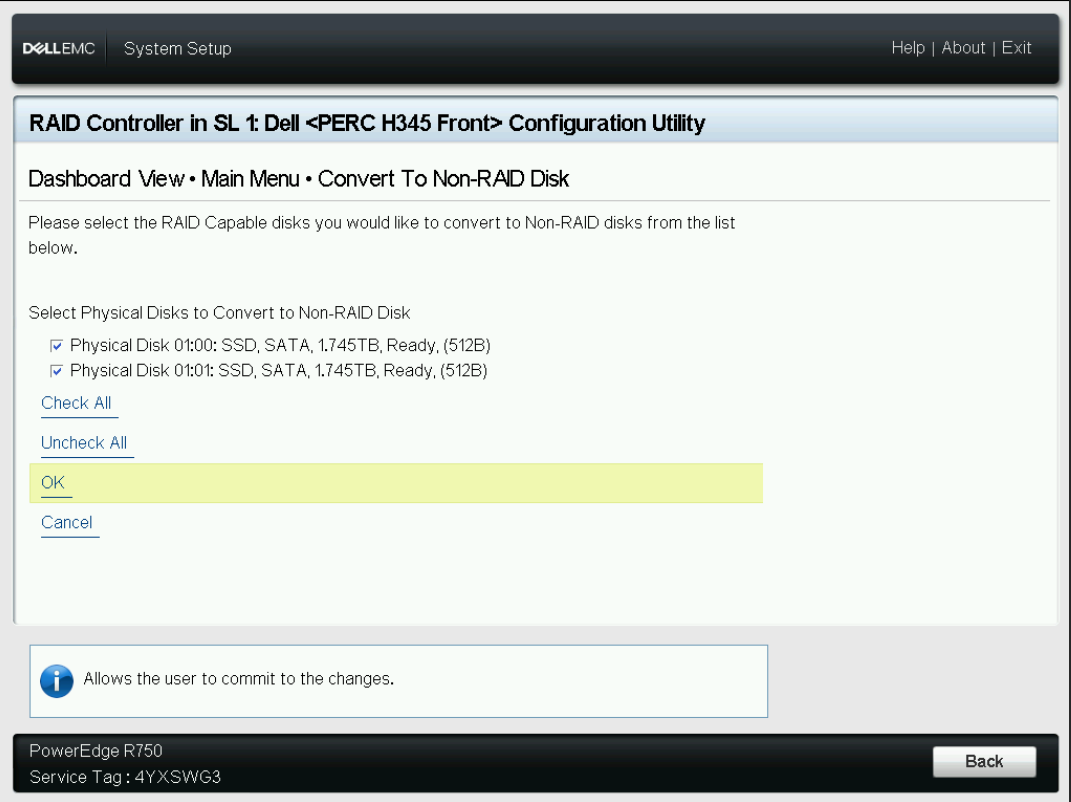 DELLEMC System Setup Help | About | Exit
RAID Controller in SL 1: Dell <PERC H345 Front> Configuration Utility
Dashboard View • Main Menu • Convert To Non-RAID Disk
Please select the RAID Capable disks you would like to convert to Non-RAID disks from the list
below.
Select Physical Disks to Convert to Non-RAID Disk
Physical Disk 01:00: SSD, SATA, 1.745TB, Ready, (512B)
Physical Disk 01:01: SSD, SATA, 1.745TB, Ready, (512B)
Check All
Uncheck All
OK
Cancel
Allows the user to commit to the changes.
PowerEdge R750
Service Tag : 4YXSWG3
Back